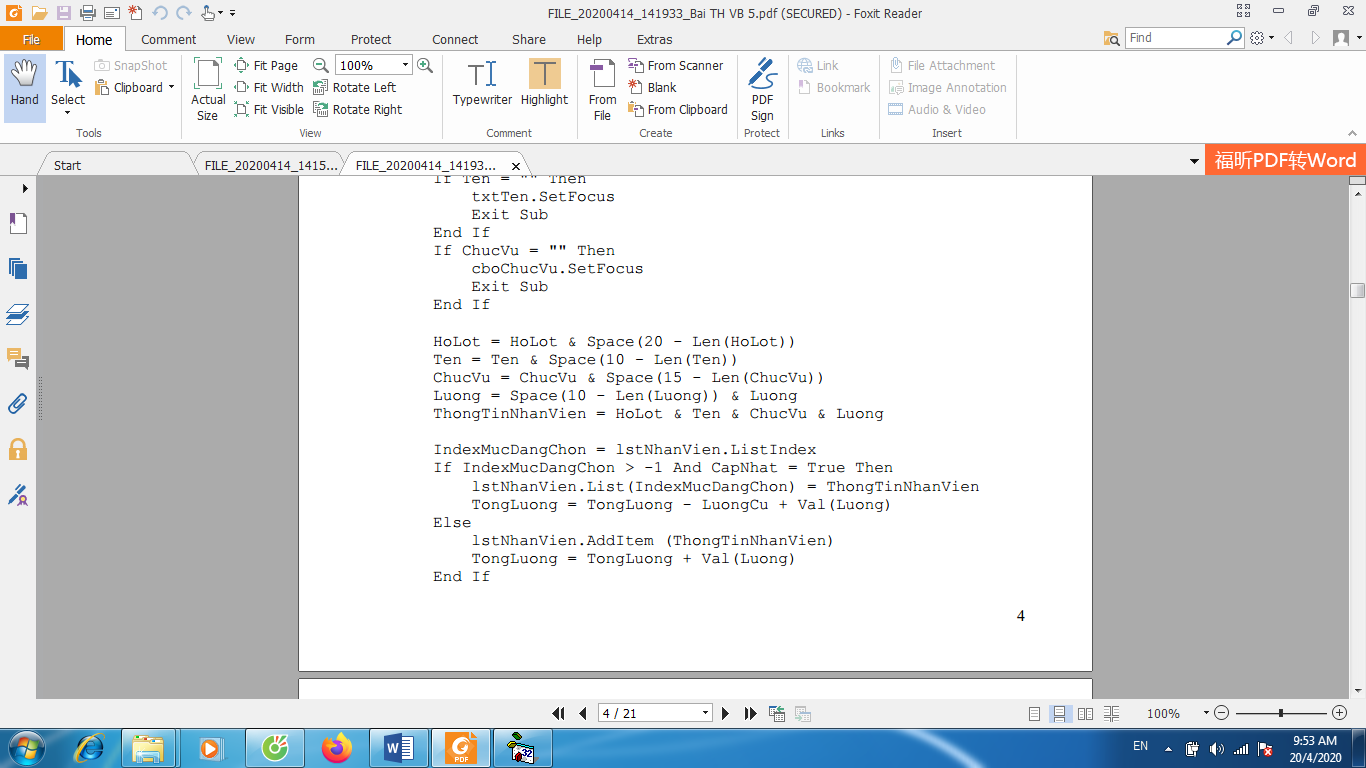 FILE_20200414_141933_Bai TH VB 5.pdf (SECURED) - Foxit Reader
File Home Comment View Form Protect Connect Share Help Extras Find
SnapShot Fit Page 100% From Scanner Link File Attachment
Clipboard Fit Width Rotate Left Blank Bookmark Image Annotation
Hand Select Actual Size Fit Visible Rotate Right Typewriter Highlight From File From Clipboard PDF Sign Audio & Video
Tools View Comment Create Protect Links Insert
Start FILE_20200414_1415... FILE_20200414_14193... 福昕PDF转Word
If Ten = "" Then
txtTen.SetFocus
Exit Sub
End If
If ChucVu = "" Then
cboChucVu.SetFocus
Exit Sub
End If
HoLot = HoLot & Space(20 - Len(HoLot))
Ten = Ten & Space(10 - Len(Ten))
ChucVu = ChucVu & Space(15 - Len(ChucVu))
Luong = Space(10 - Len(Luong)) & Luong
ThongTinNhanVien = HoLot & Ten & ChucVu & Luong
IndexMucDangChon = lstNhanVien.ListIndex
If IndexMucDangChon > -1 And CapNhat = True Then
lstNhanVien.List(IndexMucDangChon) = ThongTinNhanVien
TongLuong = TongLuong - LuongCu + Val(Luong)
Else
lstNhanVien.AddItem (ThongTinNhanVien)
TongLuong = TongLuong + Val(Luong)
End If
4
4 / 21 100%
EN 9:53 AM
20/4/2020
W PDF 32